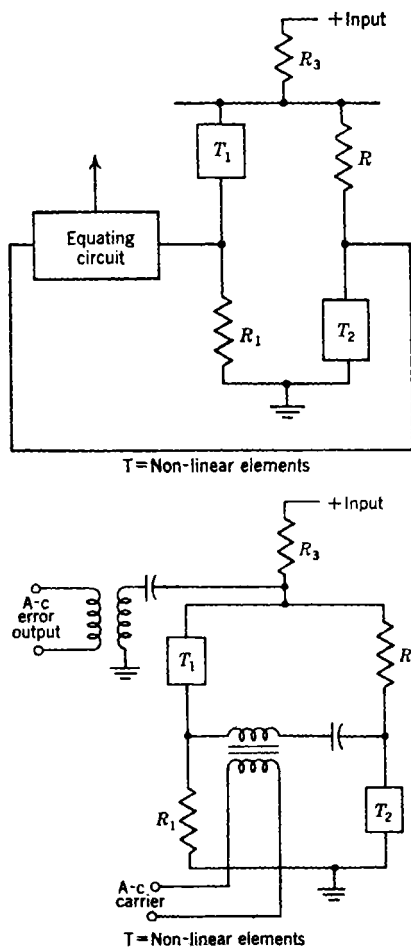 +Input
R3
T1
R
Equating
circuit
R1
T2
T=Non-linear elements
+Input
R3
A-c
error
output
T1
R
R1
T2
A-c
carrier
T=Non-linear elements